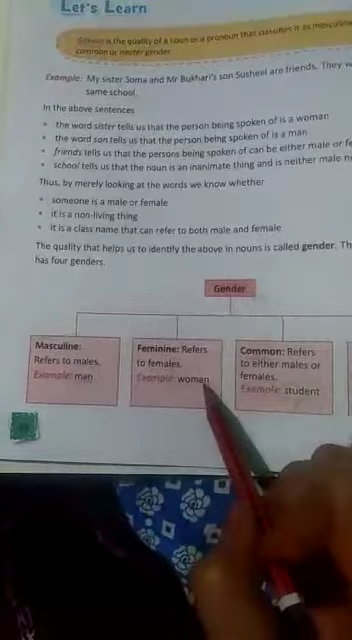 Let's Learn
Gender is the quality of a noun or a pronoun that classifies it as masculine
common or neuter gender.
Example: My sister Soma and Mr Bukhari's son Susheel are friends. They
same school.
In the above sentences
• the word sister tells us that the person being spoken of is a woman
• the word son tells us that the person being spoken of is a man
• friends tells us that the persons being spoken of can be either male or
• school tells us that the noun is an inanimate thing and is neither male
Thus, by merely looking at the words we know whether
• someone is a male or female
• it is a non-living thing
• it is a class name that can refer to both male and female
The quality that helps us to identify the above in nouns is called gender.
has four genders.
Gender
Masculine:
Refers to males.
Example: man
Feminine: Refers
to females.
Example: woman
Common: Refers
to either males or
females.
Example: student